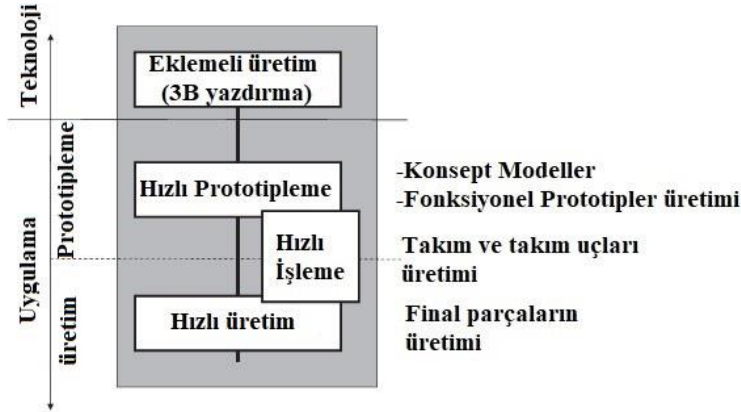 Teknoloji
Eklemeli üretim
(3B yazdırma)
Uygulama
Prototipleme
Hızlı Prototipleme
-Konsept Modeller
-Fonksiyonel Prototipler üretimi
Hızlı
İşleme
Takım ve takım uçları
üretimi
üretim
Hızlı üretim
Final parçaların
üretimi